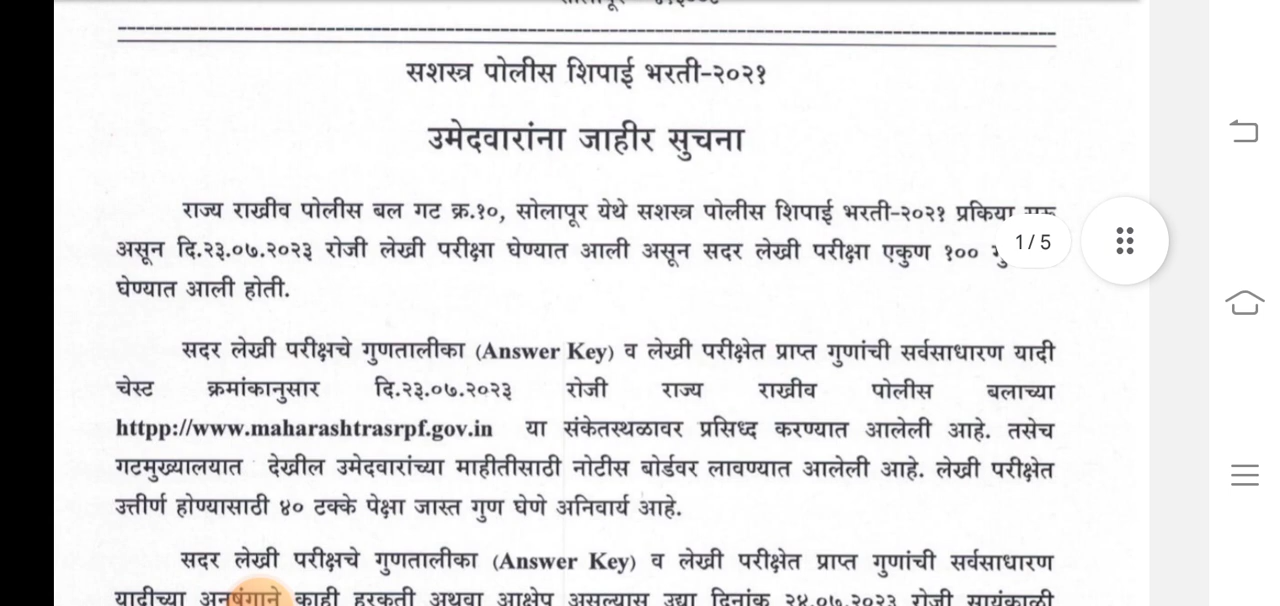 सशस्त्र पोलीस शिपाई भरती-२०२१
उमेदवारांना जाहीर सुचना
राज्य राखीव पोलीस बल गट क्र.१०, सोलापूर येथे सशस्त्र पोलीस शिपाई भरती-२०२१ प्रकिया
असून दि.२३.०७.२०२३ रोजी लेखी परीक्षा घेण्यात आली असून सदर लेखी परीक्षा एकुण १००
घेण्यात आली होती.
1/5
सदर लेखी परीक्षचे गुणतालीका (Answer Key) व लेखी परीक्षेत प्राप्त गुणांची सर्वसाधारण यादी
चेस्ट क्रमांकानुसार दि.२३.०७.२०२३ रोजी राज्य राखीव पोलीस बलाच्या
httpp://www.maharashtrasrpf.gov.in या संकेतस्थळावर प्रसिध्द करण्यात आलेली आहे. तसेच
गटमुख्यालयात देखील उमेदवारांच्या माहीतीसाठी नोटीस बोर्डवर लावण्यात आलेली आहे. लेखी परीक्षेत
उत्तीर्ण होण्यासाठी ४० टक्के पेक्षा जास्त गुण घेणे अनिवार्य आहे.
सदर लेखी परीक्षचे गुणतालीका (Answer Key) व लेखी परीक्षेत प्राप्त गुणांची सर्वसाधारण
यादीच्या अनुषंगाने काही हरकती अथवा आक्षेप असल्यास उद्या दिनांक २४.०७.२०२३ रोजी सायंकाळी